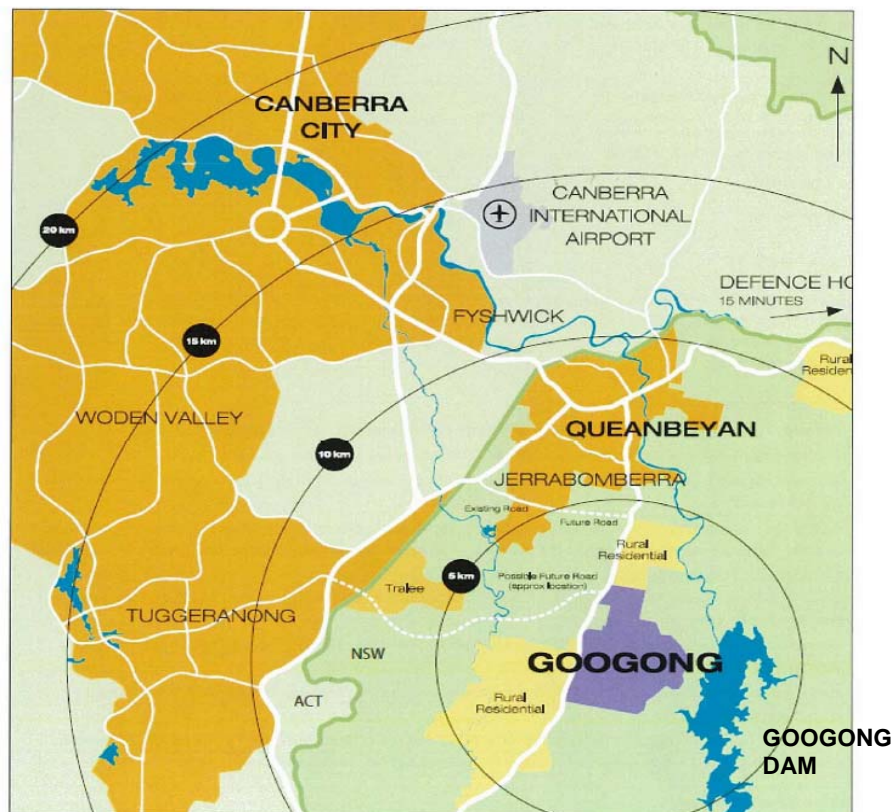 CANBERRA
CITY
N
CANBERRA
INTERNATIONAL
AIRPORT
20 km
DEFENCE HO
15 MINUTES
FYSHWICK
15 km
Rural
Residen
WODEN VALLEY
QUEANBEYAN
10 km
JERRABOMBERRA
Existing Road
Future Road
Rural
Residential
5 km
Possible Future Road
(approx location)
Tralee
TUGGERANONG
NSW
GOOGONG
ACT
Rural
Residential
GOOGONG
DAM